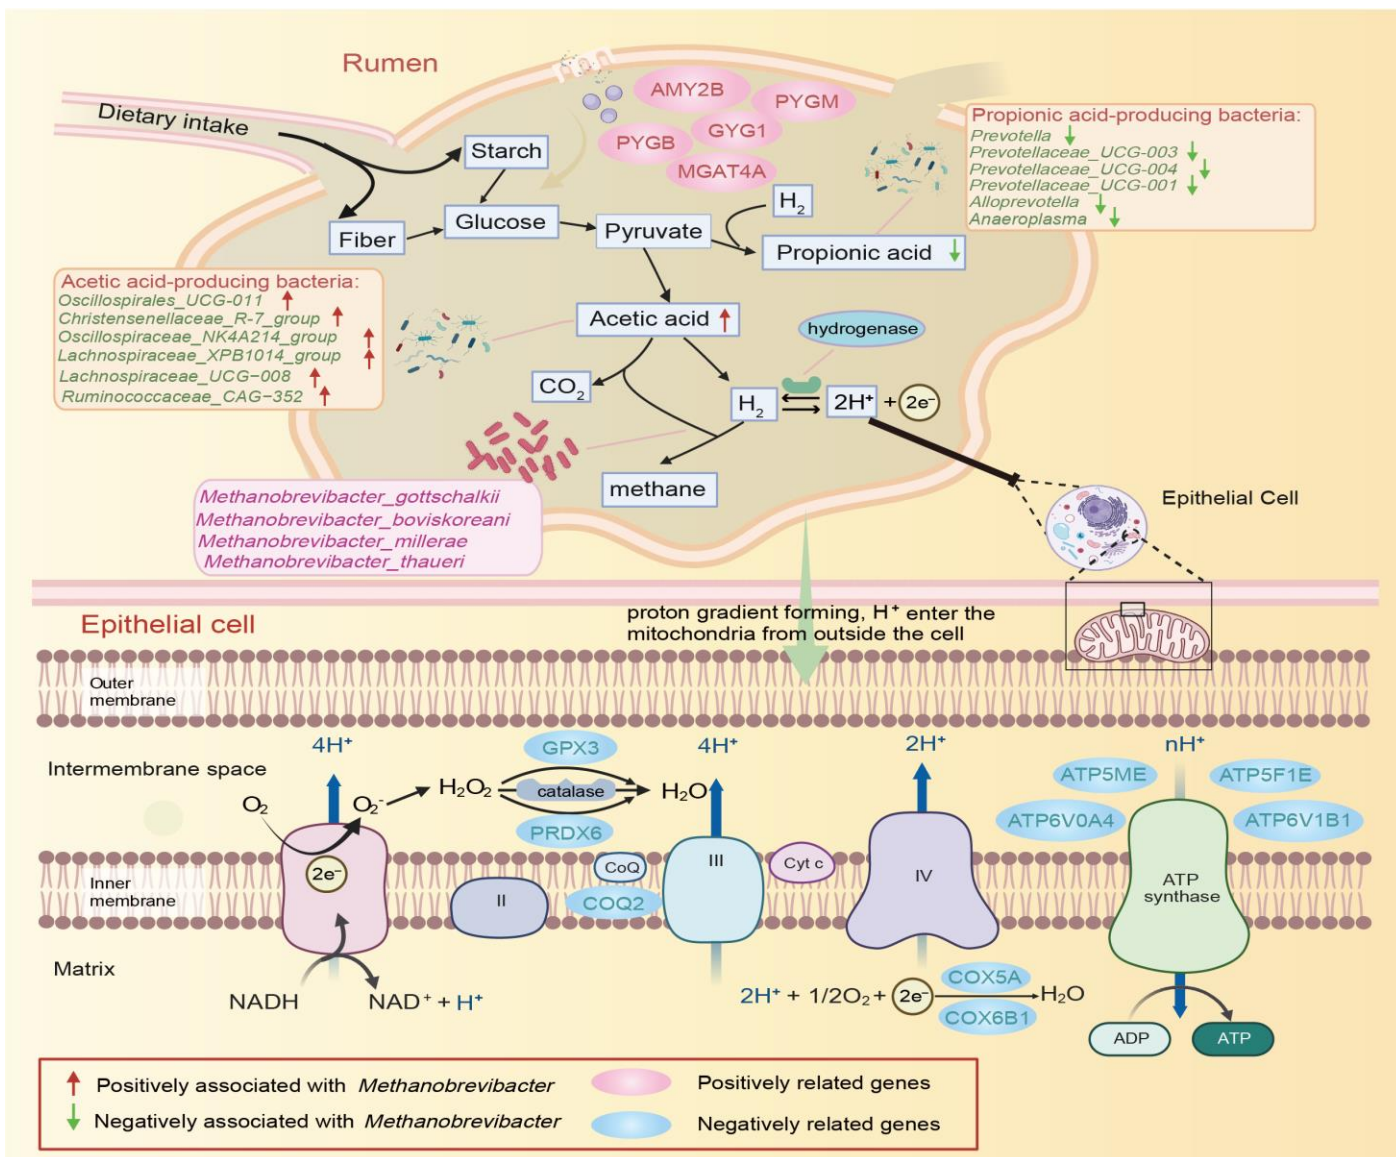 Rumen
Dietary intake
Starch
Fiber
Glucose
Pyruvate
H2
Propionic acid
AMY2B
PYGM
PYGB
GYG1
MGAT4A
Propionic acid-producing bacteria:
Prevotella
Prevotellaceae_UCG-003
Prevotellaceae_UCG-004
Prevotellaceae_UCG-001
Alloprevotella
Anaeroplasma
Acetic acid-producing bacteria:
Oscillospirales_UCG-011
Christensenellaceae_R-7_group
Oscillospiraceae_NK4A214_group
Lachnospiraceae_XPB1014_group
Lachnospiraceae_UCG-008
Ruminococcaceae_CAG-352
Acetic acid
hydrogenase
CO2
H2
2H+ + 2e-
methane
Methanobrevibacter_gottschalkii
Methanobrevibacter_boviskoreani
Methanobrevibacter_millerae
Methanobrevibacter_thaueri
Epithelial Cell
proton gradient forming, H+ enter the
mitochondria from outside the cell
Epithelial cell
Outer
membrane
Intermembrane space
4H+
O2
O2-
H2O2
GPX3
catalase
PRDX6
H2O
4H+
2H+
nH+
ATP5ME
ATP5F1E
ATP6V0A4
ATP6V1B1
Inner
membrane
2e-
II
CoQ
COQ2
III
Cyt c
IV
ATP
synthase
Matrix
NADH
NAD+ + H+
2H+ + 1/2O2 + 2e-
COX5A
COX6B1
H2O
ADP
ATP
Positively associated with Methanobrevibacter
Negatively associated with Methanobrevibacter
Positively related genes
Negatively related genes